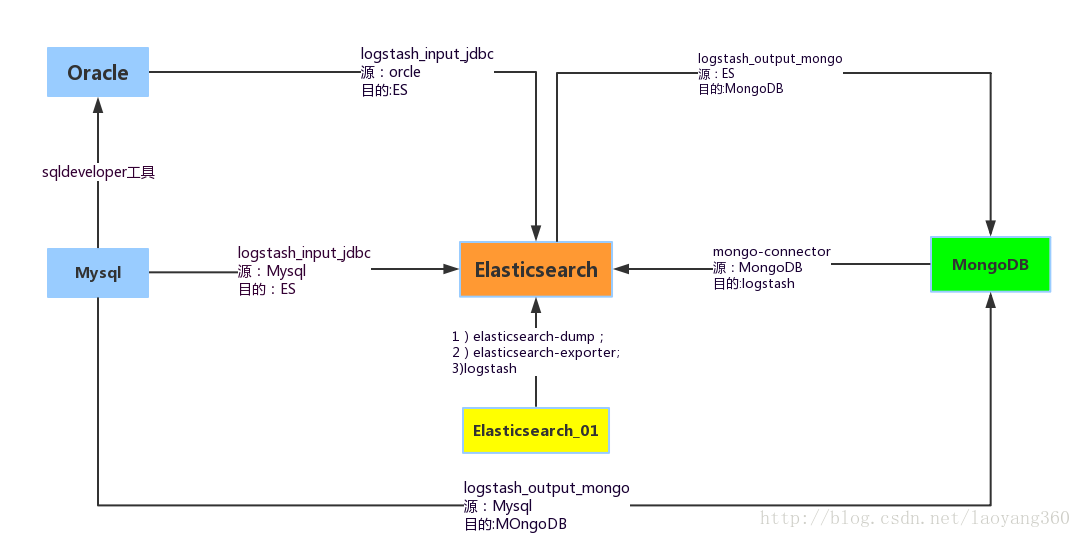 logstash_input_jdbc
源：orcle
目的:ES
logstash_output_mongo
源：ES
目的:MongoDB
Oracle
sqldeveloper工具
Mysql
logstash_input_jdbc
源：Mysql
目的：ES
Elasticsearch
mongo-connector
源：MongoDB
目的:logstash
MongoDB
1）elasticsearch-dump；
2）elasticsearch-exporter;
3)logstash
Elasticsearch_01
logstash_output_mongo
源：Mysql
目的:MOngoDB
http://blog.csdn.net/laoyang360